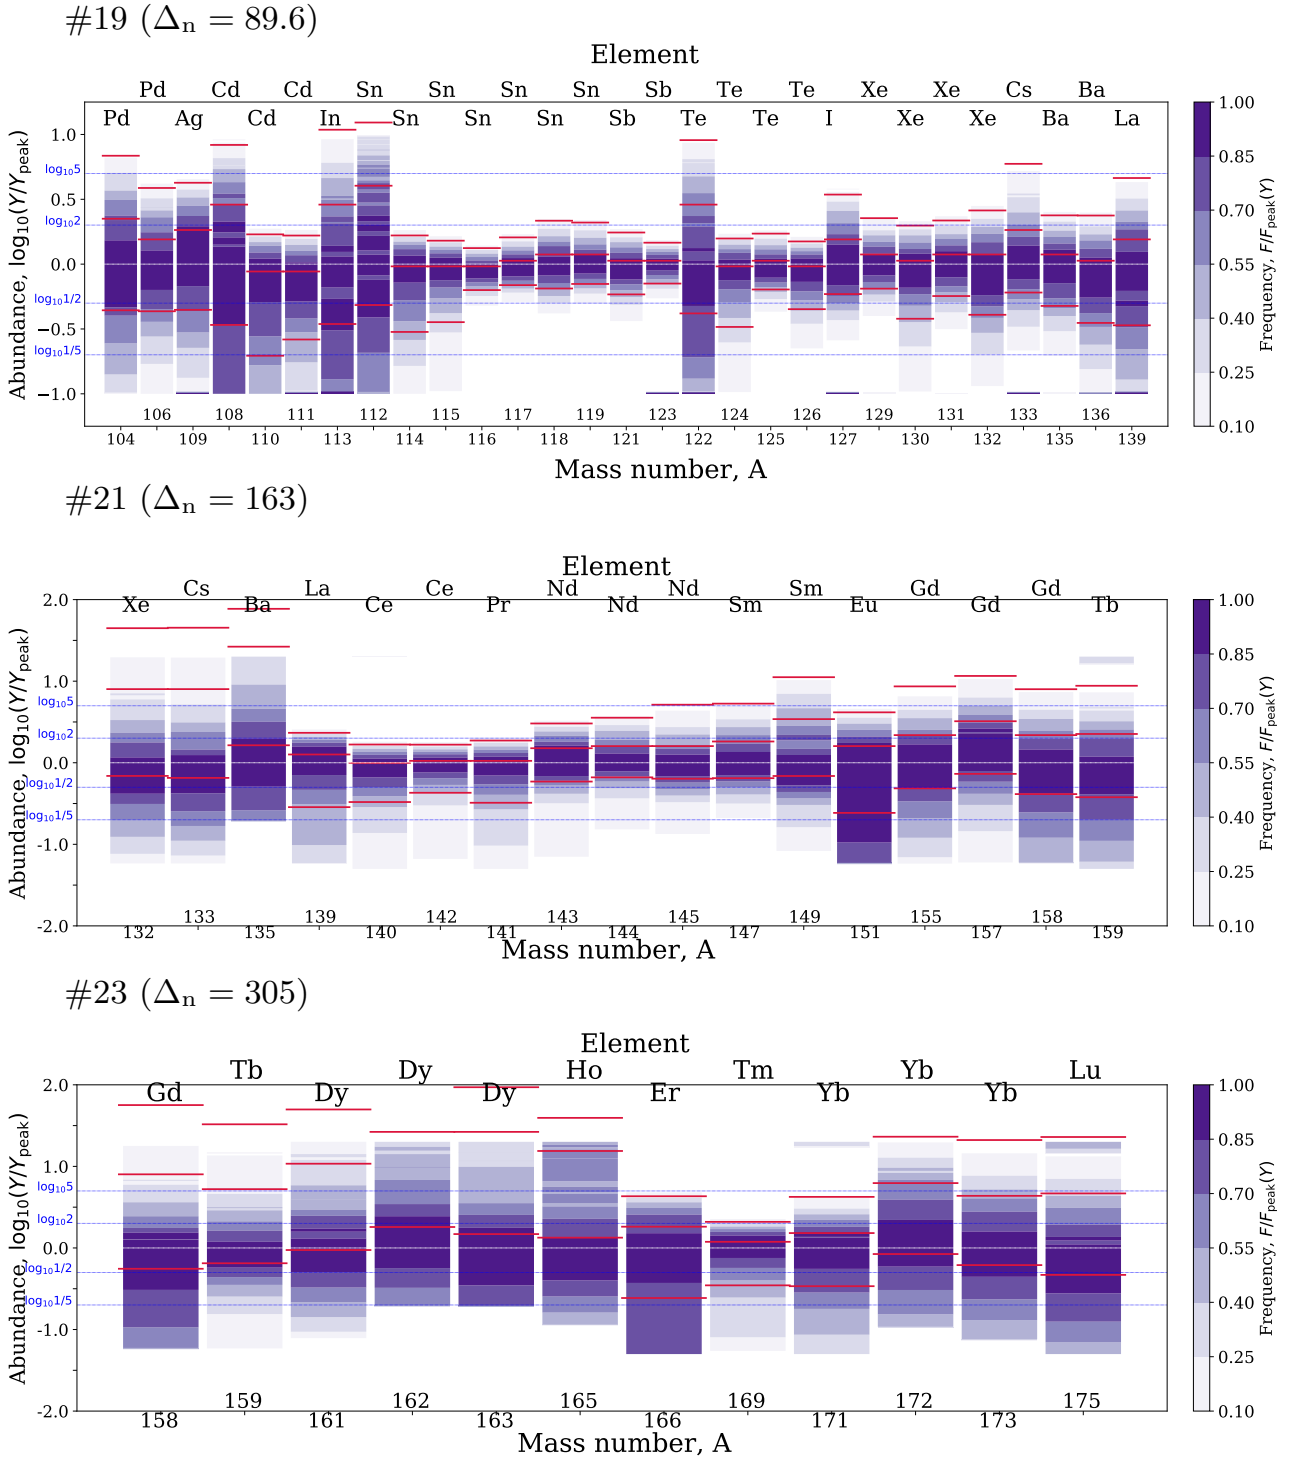 #19 (Δn = 89.6)
Element
Pd Cd Cd Sn Sn Sn Sn Sb Te Te Xe Xe Cs Ba
Pd Ag Cd In Sn Sn Sn Sb Te Te I Xe Xe Ba La
Abundance, log10(Y/Ypeak)
1.0
log105
0.5
log102
0.0
log101/2
−0.5
log101/5
−1.0
106 108 111 112 115 117 119 123 124 126 129 131 133 136
104 109 110 113 114 116 118 121 122 125 127 130 132 135 139
Mass number, A
1.00
0.85
0.70
0.55
0.40
0.25
0.10
Frequency, F/Fpeak(Y)
#21 (Δn = 163)
Element
Cs La Ce Nd Nd Sm Gd Gd
Xe Ba Ce Pr Nd Sm Eu Gd Tb
Abundance, log10(Y/Ypeak)
2.0
1.0
log105
log102
0.0
log101/2
log101/5
-1.0
-2.0
133 139 142 143 145 149 155 158
132 135 140 141 144 147 151 157 159
Mass number, A
1.00
0.85
0.70
0.55
0.40
0.25
0.10
Frequency, F/Fpeak(Y)
#23 (Δn = 305)
Element
Tb Dy Ho Tm Yb Lu
Gd Dy Dy Er Yb Yb
Abundance, log10(Y/Ypeak)
2.0
1.0
log105
log102
0.0
log101/2
log101/5
-1.0
-2.0
159 162 165 169 172 175
158 161 163 166 171 173
Mass number, A
1.00
0.85
0.70
0.55
0.40
0.25
0.10
Frequency, F/Fpeak(Y)